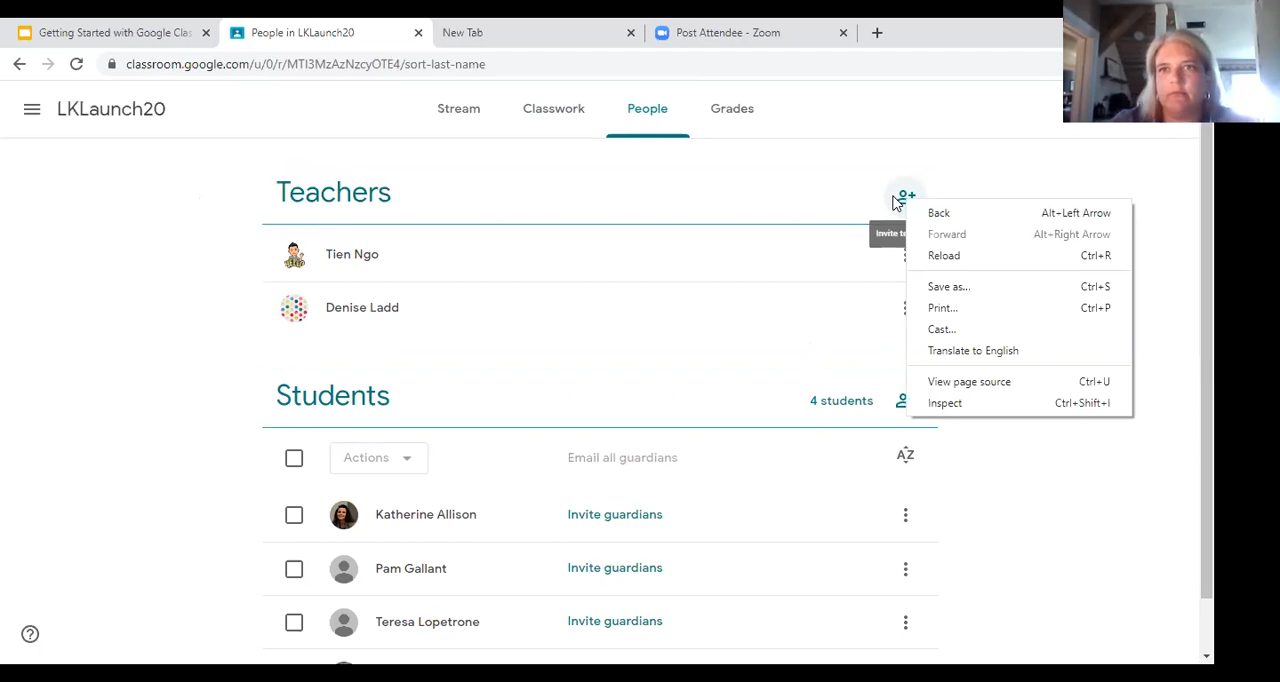 Getting Started with Google Clas
People in LKLaunch20
New Tab
Post Attendee - Zoom
classroom.google.com/u/0/r/MTI3MzAzNzcyOTE4/sort-last-name
LKLaunch20
Stream
Classwork
People
Grades
Teachers
Invite te
Tien Ngo
Denise Ladd
Back Alt+Left Arrow
Forward Alt+Right Arrow
Reload Ctrl+R
Save as... Ctrl+S
Print... Ctrl+P
Cast...
Translate to English
View page source Ctrl+U
Inspect Ctrl+Shift+I
Students
4 students
Actions
Email all guardians
AZ
Katherine Allison Invite guardians
Pam Gallant Invite guardians
Teresa Lopetrone Invite guardians